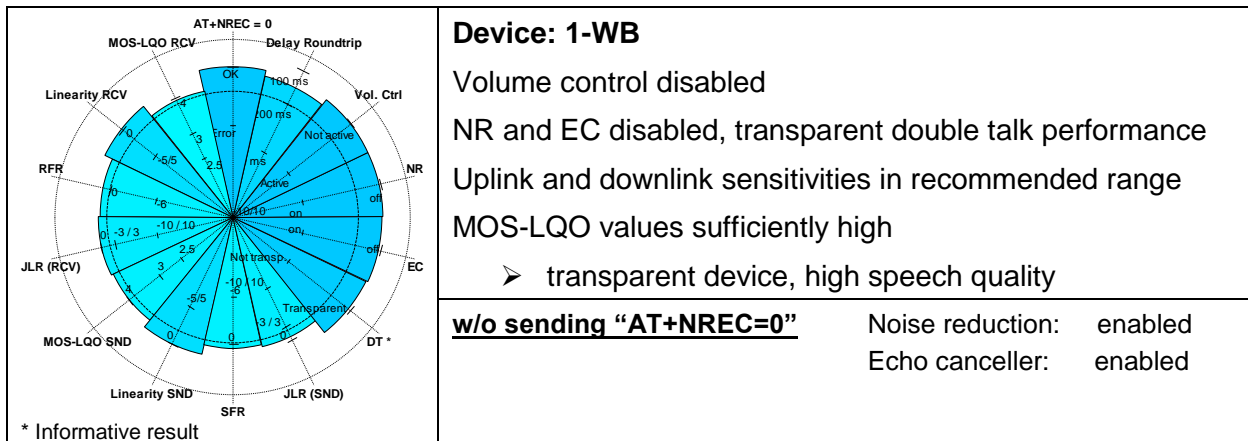 AT+NREC = 0
MOS-LQO RCV
Delay Roundtrip
Linearity RCV
Vol. Ctrl
RFR
NR
JLR (RCV)
EC
MOS-LQO SND
DT *
Linearity SND
JLR (SND)
SFR
OK
Error
100 ms
200 ms
ms
Not active
Active
off
on
off
on
Transparent
Not transp.
0
-3 / 3
-10 / 10
0
-6
0
-5/5
4
3
2.5
0
-3 / 3
-10 / 10
0
-6
0
-5/5
4
3
2.5
10/10
* Informative result
Device: 1-WB
Volume control disabled
NR and EC disabled, transparent double talk performance
Uplink and downlink sensitivities in recommended range
MOS-LQO values sufficiently high
➢ transparent device, high speech quality
w/o sending “AT+NREC=0” Noise reduction: enabled
Echo canceller: enabled